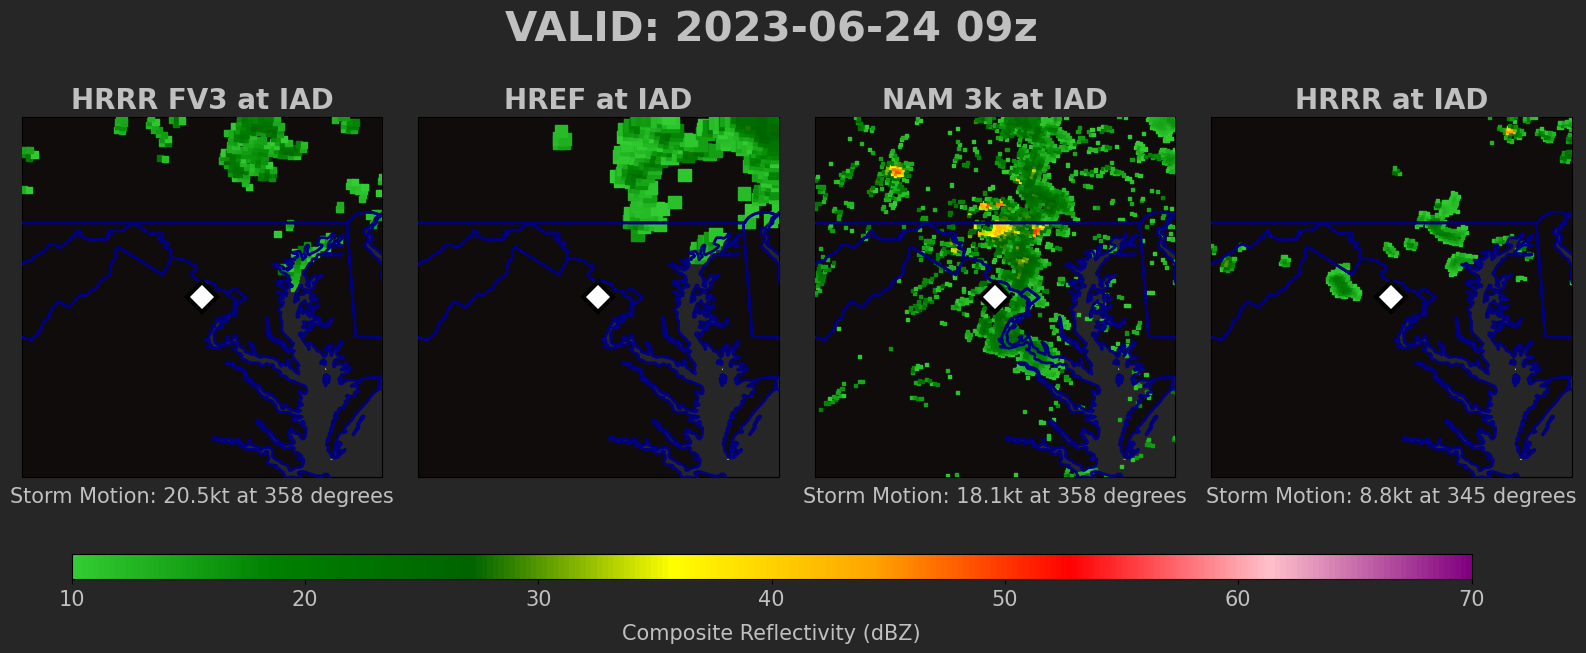 VALID: 2023-06-24 09z
HRRR FV3 at IAD
HREF at IAD
NAM 3k at IAD
HRRR at IAD
Storm Motion: 20.5kt at 358 degrees
Storm Motion: 18.1kt at 358 degrees
Storm Motion: 8.8kt at 345 degrees
10 20 30 40 50 60 70
Composite Reflectivity (dBZ)